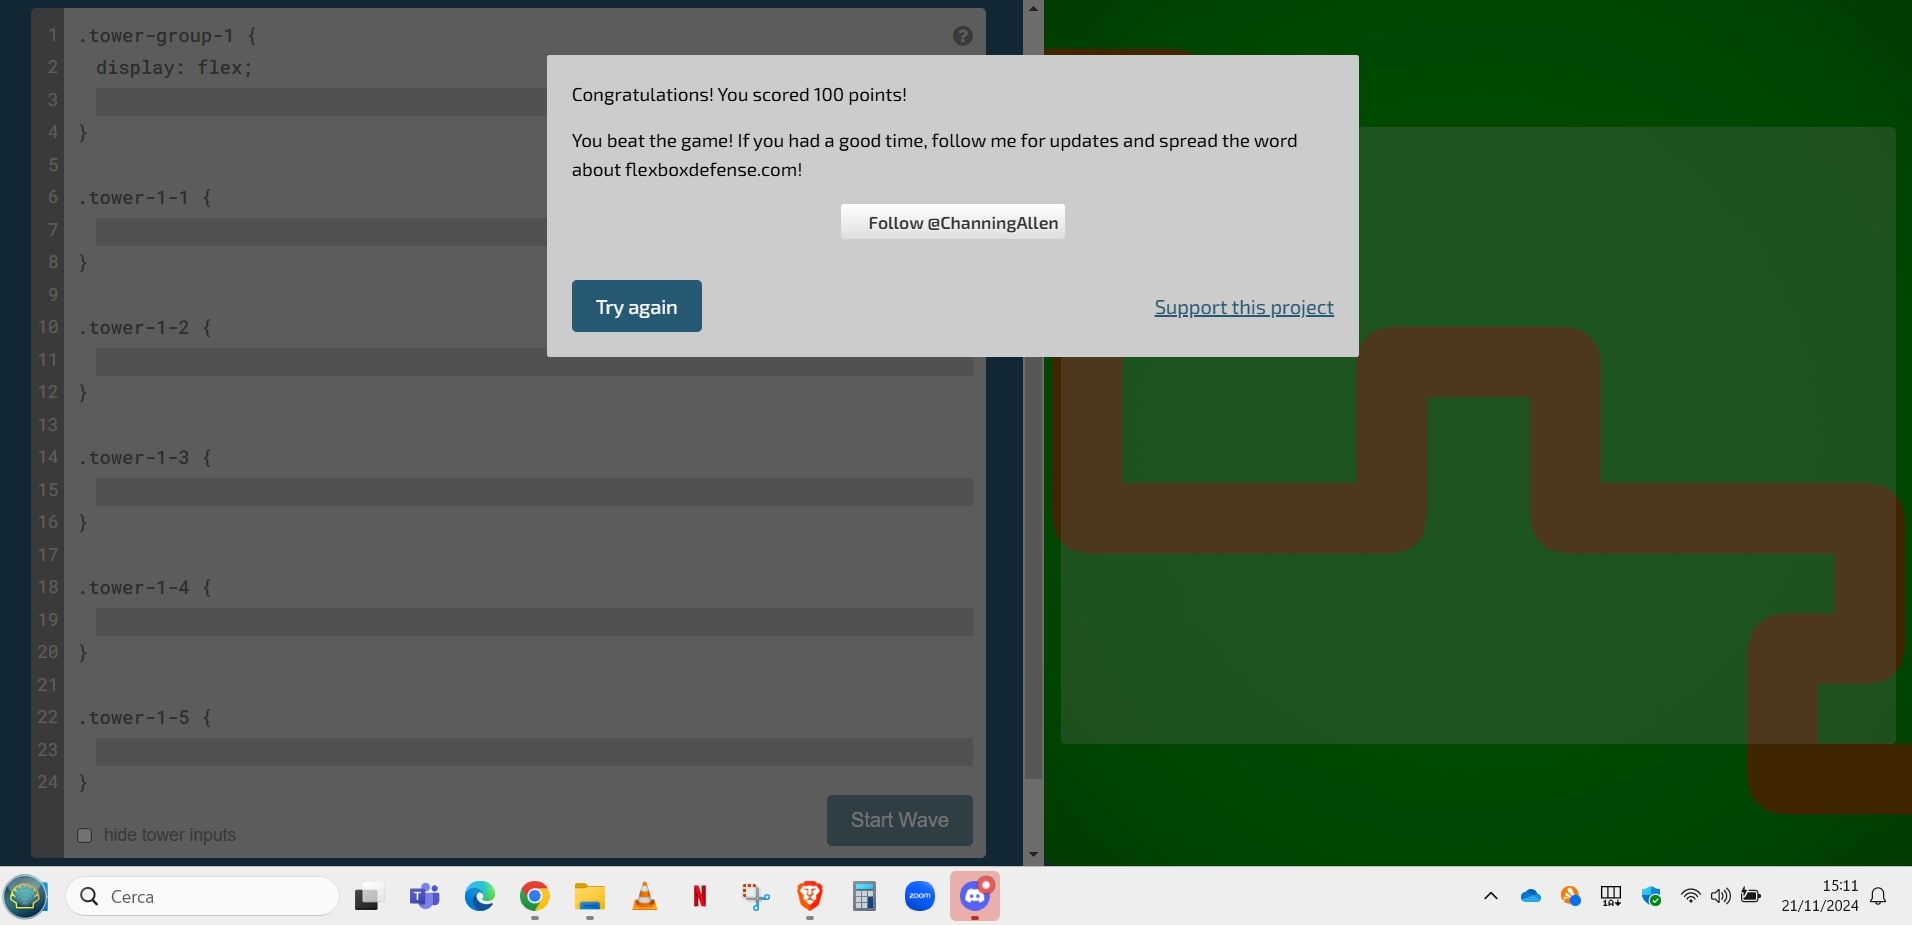 1 .tower-group-1 {
2 display: flex;
3
4 }
5
6 .tower-1-1 {
7
8 }
9
10 .tower-1-2 {
11
12 }
13
14 .tower-1-3 {
15
16 }
17
18 .tower-1-4 {
19
20 }
21
22 .tower-1-5 {
23
24 }
hide tower inputs
Start Wave
?
Congratulations! You scored 100 points!
You beat the game! If you had a good time, follow me for updates and spread the word
about flexboxdefense.com!
Follow @ChanningAllen
Try again
Support this project
Cerca
T
N
zoom
15:11
21/11/2024